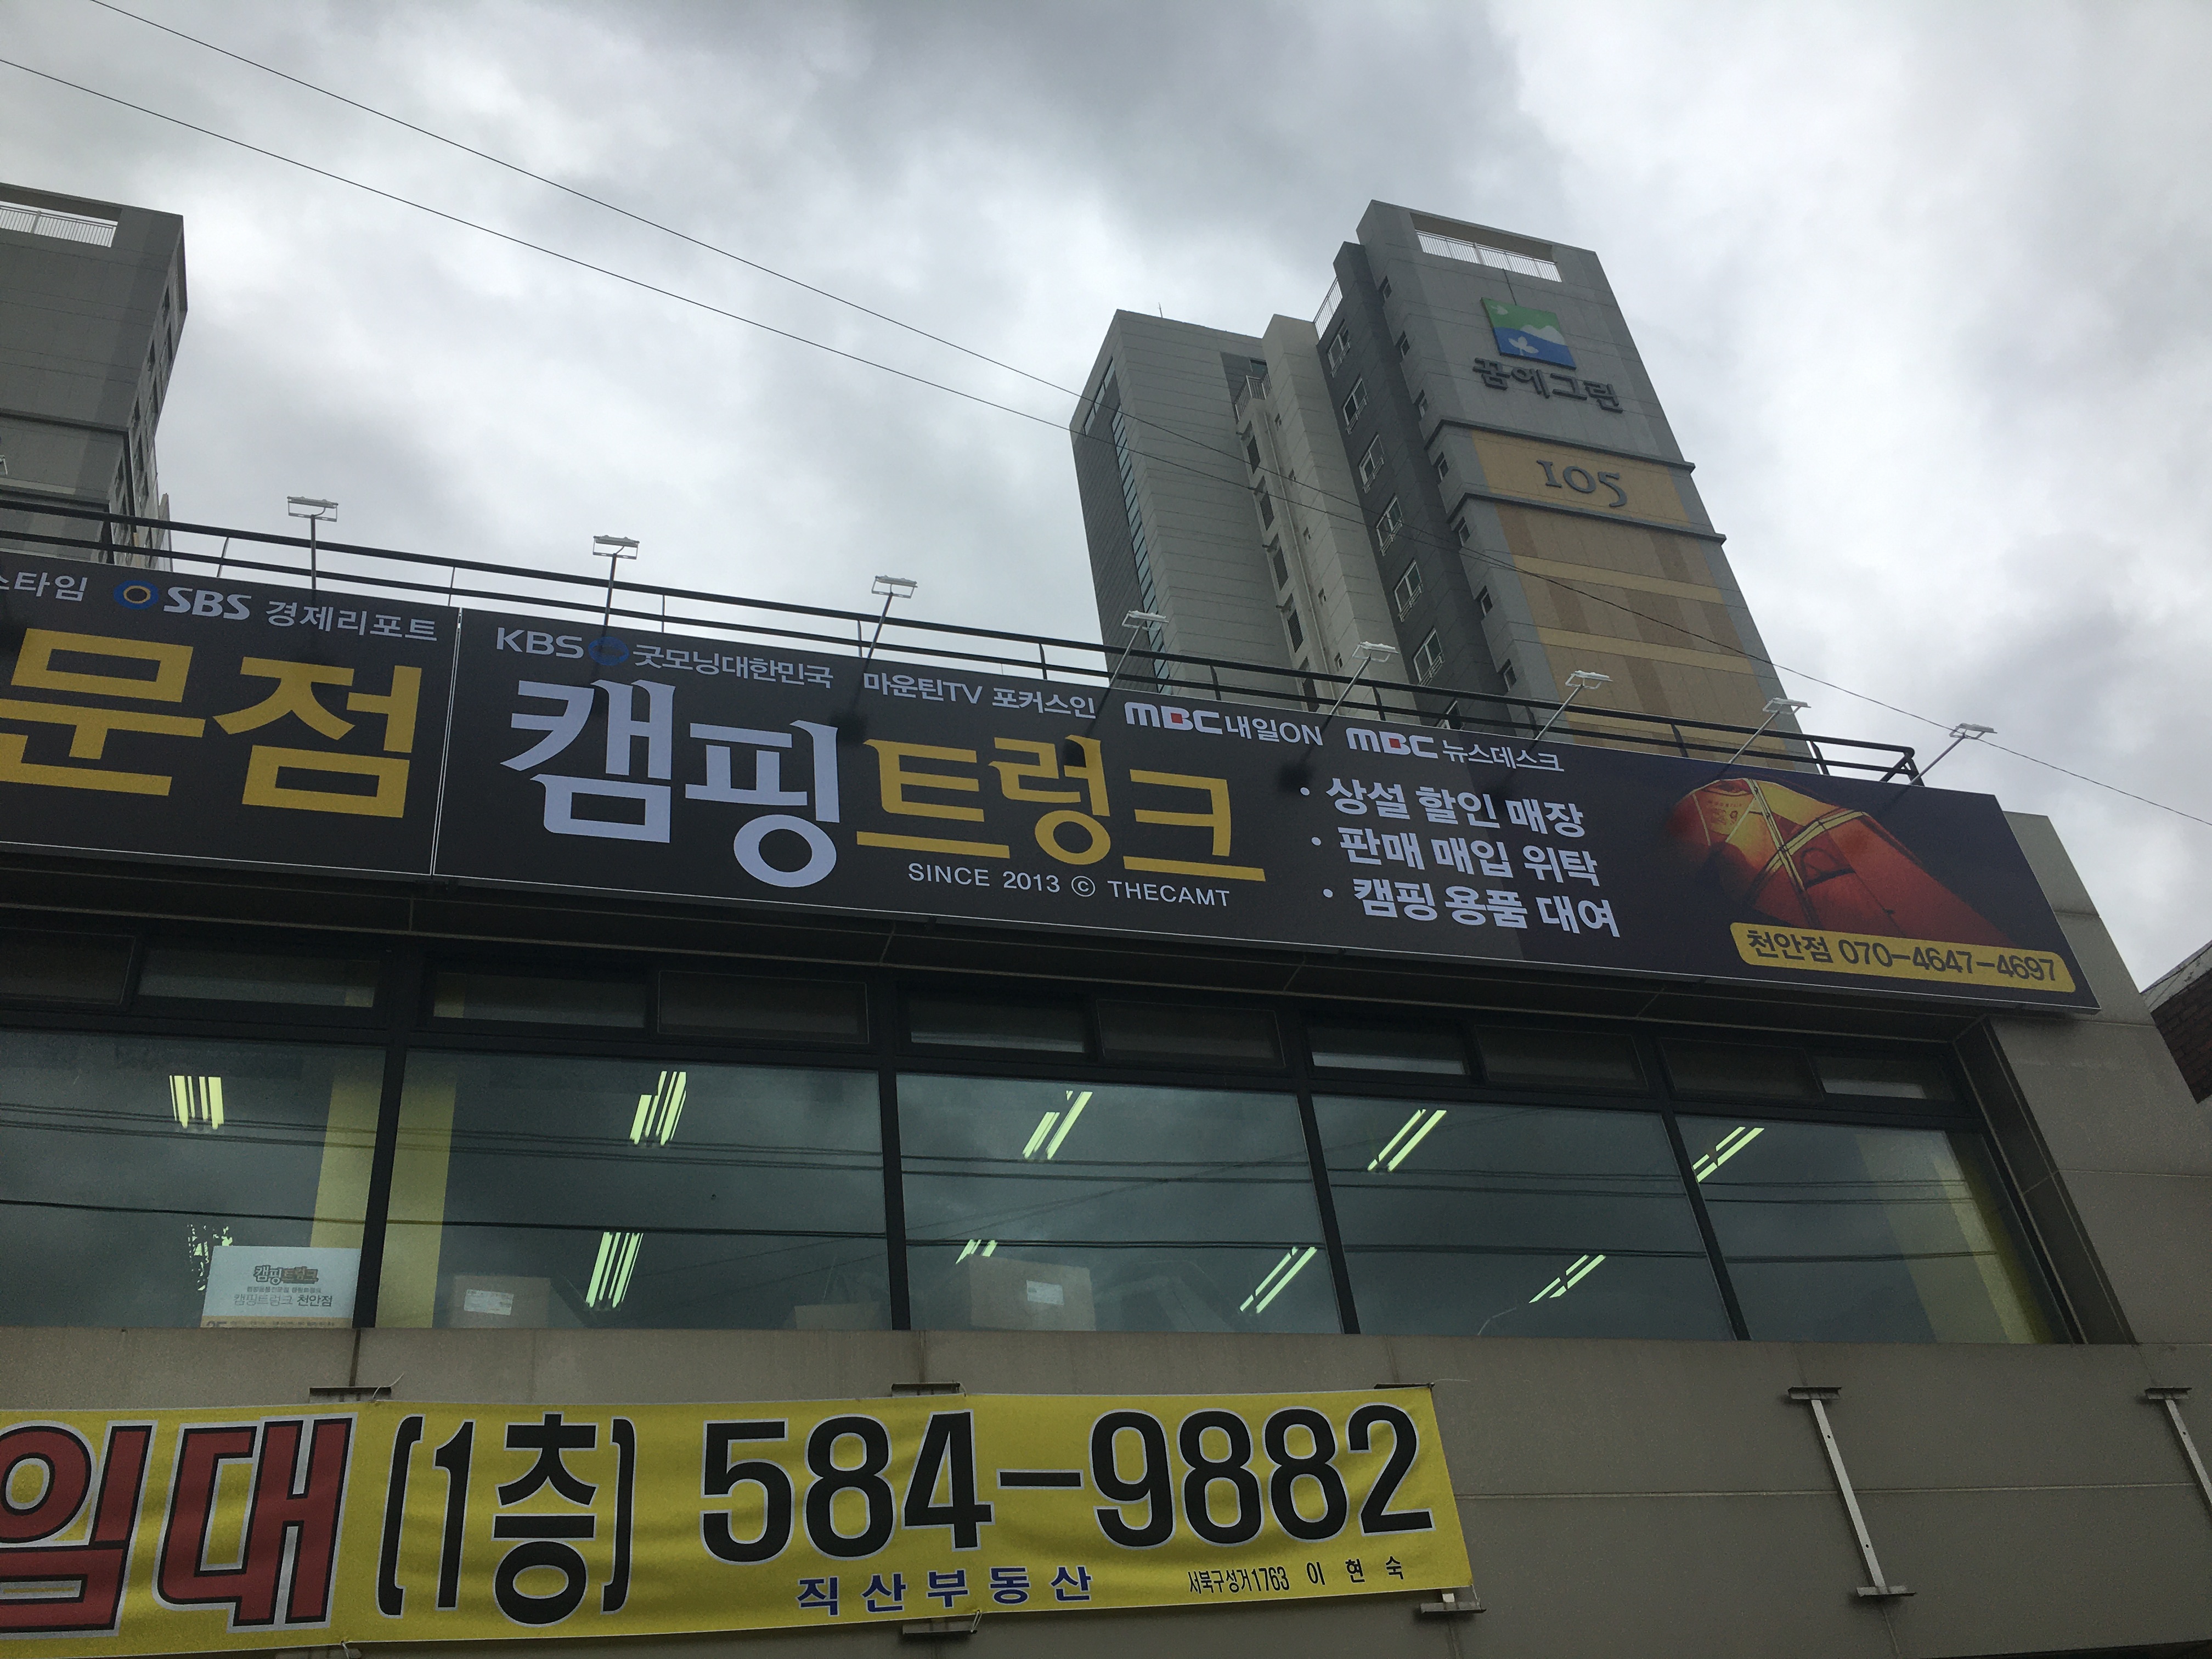 꿈에그린
105
스타임 SBS 경제리포트
KBS 굿모닝대한민국 마운틴TV 포커스인 MBC 내일ON MBC 뉴스데스크
문점
캠핑트렁크
SINCE 2013 © THECAMT
• 상설 할인 매장
• 판매 매입 위탁
• 캠핑 용품 대여
천안점 070-4647-4697
캠핑트렁크
캠핑트렁크 천안점
임대 (1층) 584-9882
직산부동산 서북구성거1763 이현숙